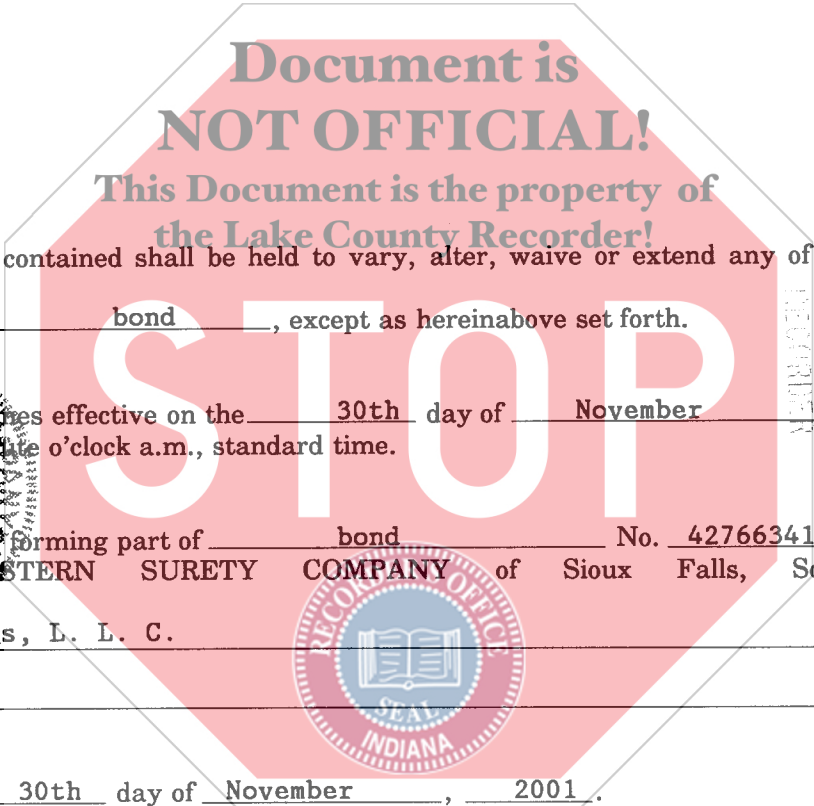 Document is
NOT OFFICIAL!
This Document is the property of
the Lake County Recorder!
contained shall be held to vary, alter, waive or extend any of
bond, except as hereinabove set forth.
STOP
es effective on the 30th day of November
ute o'clock a.m., standard time.
forming part of bond No. 42766341
STERN SURETY COMPANY of Sioux Falls, So
s, L. L. C.
RECORDER'S OFFICE
SEAL
INDIANA
30th day of November, 2001.